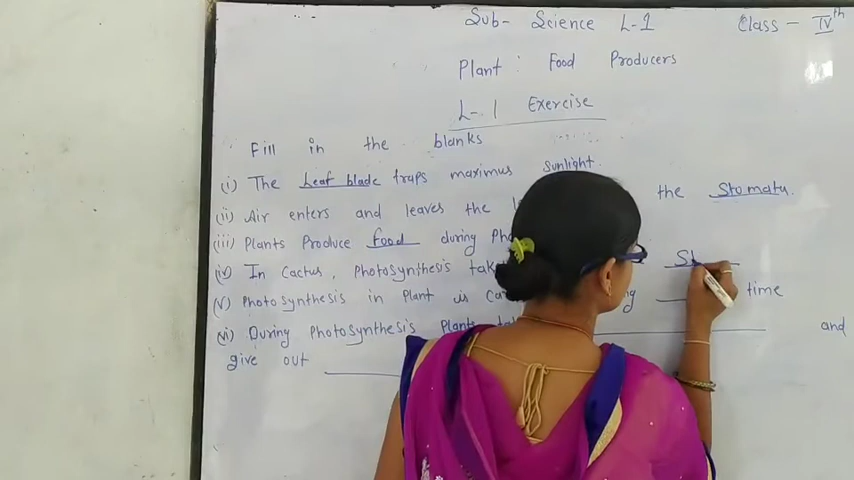 Sub- Science L-1 Class - IVth
Plant : Food Producers
L-1 Exercise
Fill in the blanks
(i) The Leaf blade traps maximus sunlight.
(ii) Air enters and leaves the the Stomata.
(iii) Plants Produce food during
(iv) In Cactus, Photosynthesis St
(v) Photosynthesis in Plant is time
(vi) During Photosynthesis Plants and
give out